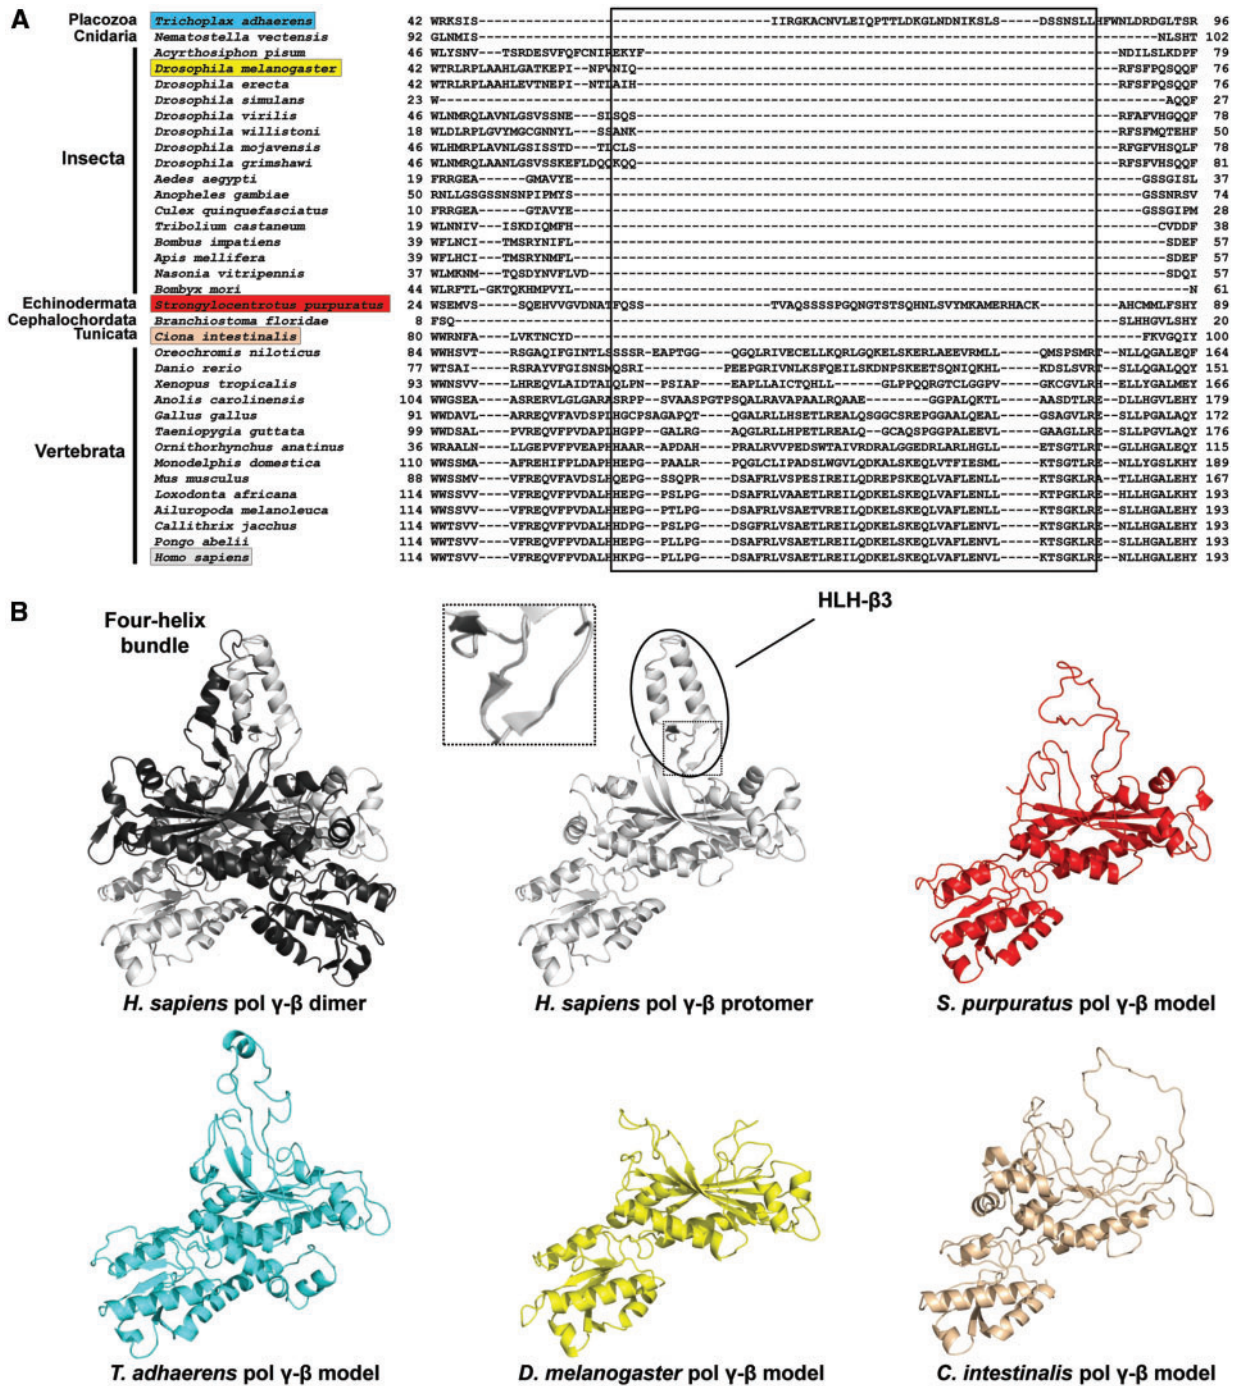 A
Placozoa Trichoplax adhaerens 42 WRKSIS------------------------------------IIRGKACNVLEIQPTTLDKGLNDNIKSLS------DSSNSLLHFWNLDRDGLTSR 96
Cnidaria Nematostella vectensis 92 GLNMIS------------------------------------NLSHT 102
Acyrthosiphon pisum 46 WLYSNV----TSRDESVFQFCNIREKYF------------------------------------NDILSLKDPF 79
Drosophila melanogaster 42 WTRLRPLAAHLGATKEPI--NPVNIQ------------------------------------RFSFPQSQQF 76
Drosophila erecta 42 WTRLRPLAAHLEVTNEPI--NTLAIH------------------------------------RFSFPQSQQF 76
Drosophila simulans 23 W------------------------------------AQQF 27
Drosophila virilis 46 WLNMRQLAVNLGSVSSNE---SLSQS------------------------------------RFAFVHGQQF 78
Drosophila willistoni 18 WLDLRPLGVYMGCGNNYL---SSANK------------------------------------RFSFMQTEHF 50
Drosophila mojavensis 46 WLHMRPLAVNLGSISSTD---TLCLS------------------------------------RFGFVHSQLF 78
Drosophila grimshawi 46 WLNMRQLAANLGSVSSKEFLDQQKQQ------------------------------------RFSFVHSQQF 81
Insecta
Aedes aegypti 19 FRRGEA------GMAVYE------------------------------------GSSGISL 37
Anopheles gambiae 50 RNLLGSGSSNSNPIPMYS------------------------------------GSSNRSV 74
Culex quinquefasciatus 10 FRRGEA------GTAVYE------------------------------------GSSGIPM 28
Tribolium castaneum 19 WLNNIV----ISKDIQMFH------------------------------------CVDDF 38
Bombus impatiens 39 WFLNCI----TMSRYNIFL------------------------------------SDEF 57
Apis mellifera 39 WFLHCI----TMSRYNMFL------------------------------------SDEF 57
Nasonia vitripennis 37 WLMKNM----TQSDYNVFLVD------------------------------------SDQI 57
Bombyx mori 44 WLRFTL--GKTQKHMPVYL------------------------------------N 61
Echinodermata Strongylocentrotus purpuratus 24 WSEMVS-----SQEHVVGVDNATFQSS---------------TVAQSSSSPGQNGTSTSQHNLSVYMKAMERHACK------------AHCMMLFSHY 89
Cephalochordata Branchiostoma floridae 8 FSQ------------------------------------SLHHGVLSHY 20
Tunicata Ciona intestinalis 80 WWRNFA----LVKTNCYD------------------------------------FKVGQIY 100
Oreochromis niloticus 84 WWHSVT----RSGAQIFGINTLSSSSR-EAPTGG----QGQLRIVECELLKQRLGQKELSKERLAEEVRMLL-----QMSPSMRT---NLLQGALEQF 164
Danio rerio 77 WTSAI-----RSRAYVFGISNSMQSRI-----------PEEPGRIVNLKSFQEILSKDNPSKEETSQNIQKHL-----KDSLSVRT---SLLQGALQQY 151
Xenopus tropicalis 93 WWNSVV----LHREQVLAIDTALQLPN--PSIAP----EAPLLAICTQHLL------GLPPQQRGTCLGGPV------KCGVGLRH---ELLYGALMEY 166
Anolis carolinensis 104 WWGSEA----ASRERVLGLGARASRPP--SVAASPGTPSQALRAVAPAALRQAAE--------GGPALQKTL-----AASDTLRE---DLLHGVLEHY 179
Gallus gallus 91 WWDAVL----ARREQVFAVDSPLHGCPSAGAPQT----QGALRLLHSETLREALQSGGCSREPGGAALQEAL-----GSAGVLRE---SLLPGALAQY 172
Taeniopygia guttata 99 WWDSAL----PVREQVFVVDAPLHGPP--GALRG----AQGLRLLHPETLREALQ--GCAQSPGGPALEEVL-----GAAGLLRE---SLLPGVLAQY 176
Vertebrata
Ornithorhynchus anatinus 36 WRAALN----LLGEPVFVEAPHHAAR--APDAH----PRALRVVPEDSWTAIVRDRALGGEDRLARLHGLL-----ETSGTLRT---GLLHGALEQY 115
Monodelphis domestica 110 WWSSMA----AFREHIFPLDAPHHEPG--PAALR----PQGLCLIPADSLWGVLQDKALSKEQLVTFIESML-----KTSGTLRE---NLLYGSLKHY 189
Mus musculus 88 WWSSVV----VFREQVFPVDSLHQEPG--SSQPR----DSAFRLVSPESIREILQDREPSKEQLVAFLENLL-----KTSGKLRA---TLLHGALEHY 167
Loxodonta africana 114 WWSSVV----VFREQVFPVDALHHEPG--PSLPG----DSAFRLVAAETLREILQDKELSKEQLVAFLENLL-----KTPGKLRE---HLLHGALKHY 193
Ailuropoda melanoleuca 114 WWSSVV----VFREQVFPVDALHHEPG--PTLPG----DSAFRLVSAETVREILQDKELSKEQLVAFLENLL-----KTSGKLRE---NLLHGALEHY 193
Callithrix jacchus 114 WWTSVV----VFREQVFPVDALHHDPG--PSSPG----DSGFRLVSAETLREILQDKELSKEQLVAFLENVL-----KTSGKLRE---NLLHGALEHY 193
Pongo abelii 114 WWTSVV----VFREQVFPVDALHHEPG--PLLPG----DSAFRLVSAETLREILQDKELSKEQLVAFLENVL-----KTSGKLRE---SLLHGALEHY 193
Homo sapiens 114 WWTSVV----VFREQVFPVDALHHKPG--PLLPG----DSAFRLVSAETLREILQDKELSKEQLVAFLENVL-----KTSGKLRE---NLLHGALEHY 193
B
Four-helix
bundle
HLH-β3
H. sapiens pol γ-β dimer
H. sapiens pol γ-β protomer
S. purpuratus pol γ-β model
T. adhaerens pol γ-β model
D. melanogaster pol γ-β model
C. intestinalis pol γ-β model